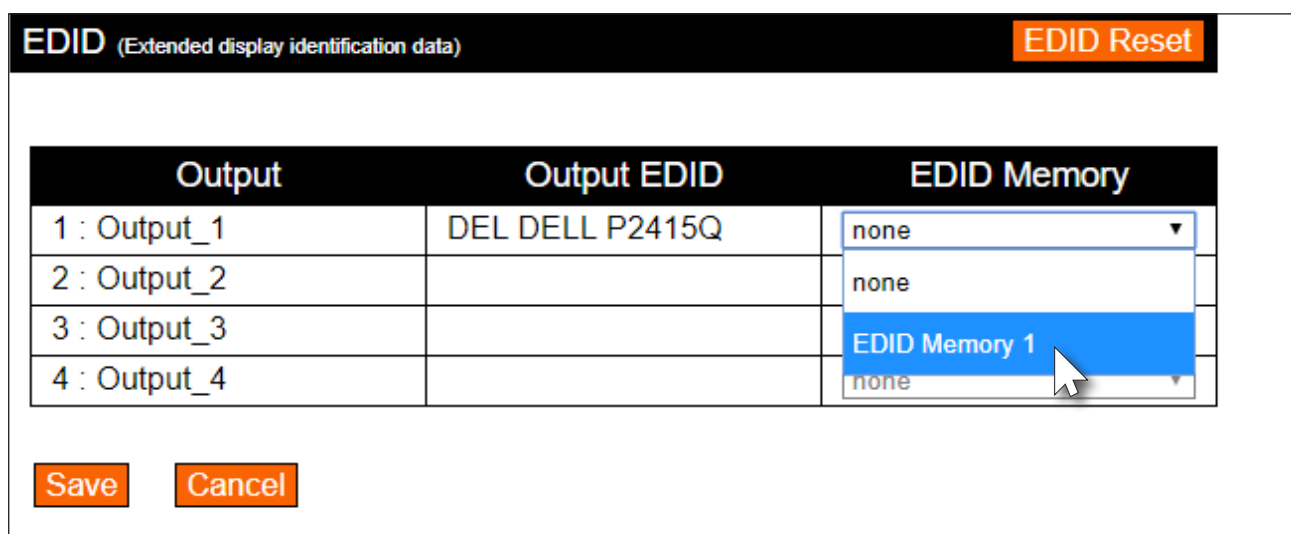 EDID (Extended display identification data) EDID Reset
Output Output EDID EDID Memory
1 : Output_1 DEL DELL P2415Q none
2 : Output_2 none
3 : Output_3 EDID Memory 1
4 : Output_4 none
Save Cancel